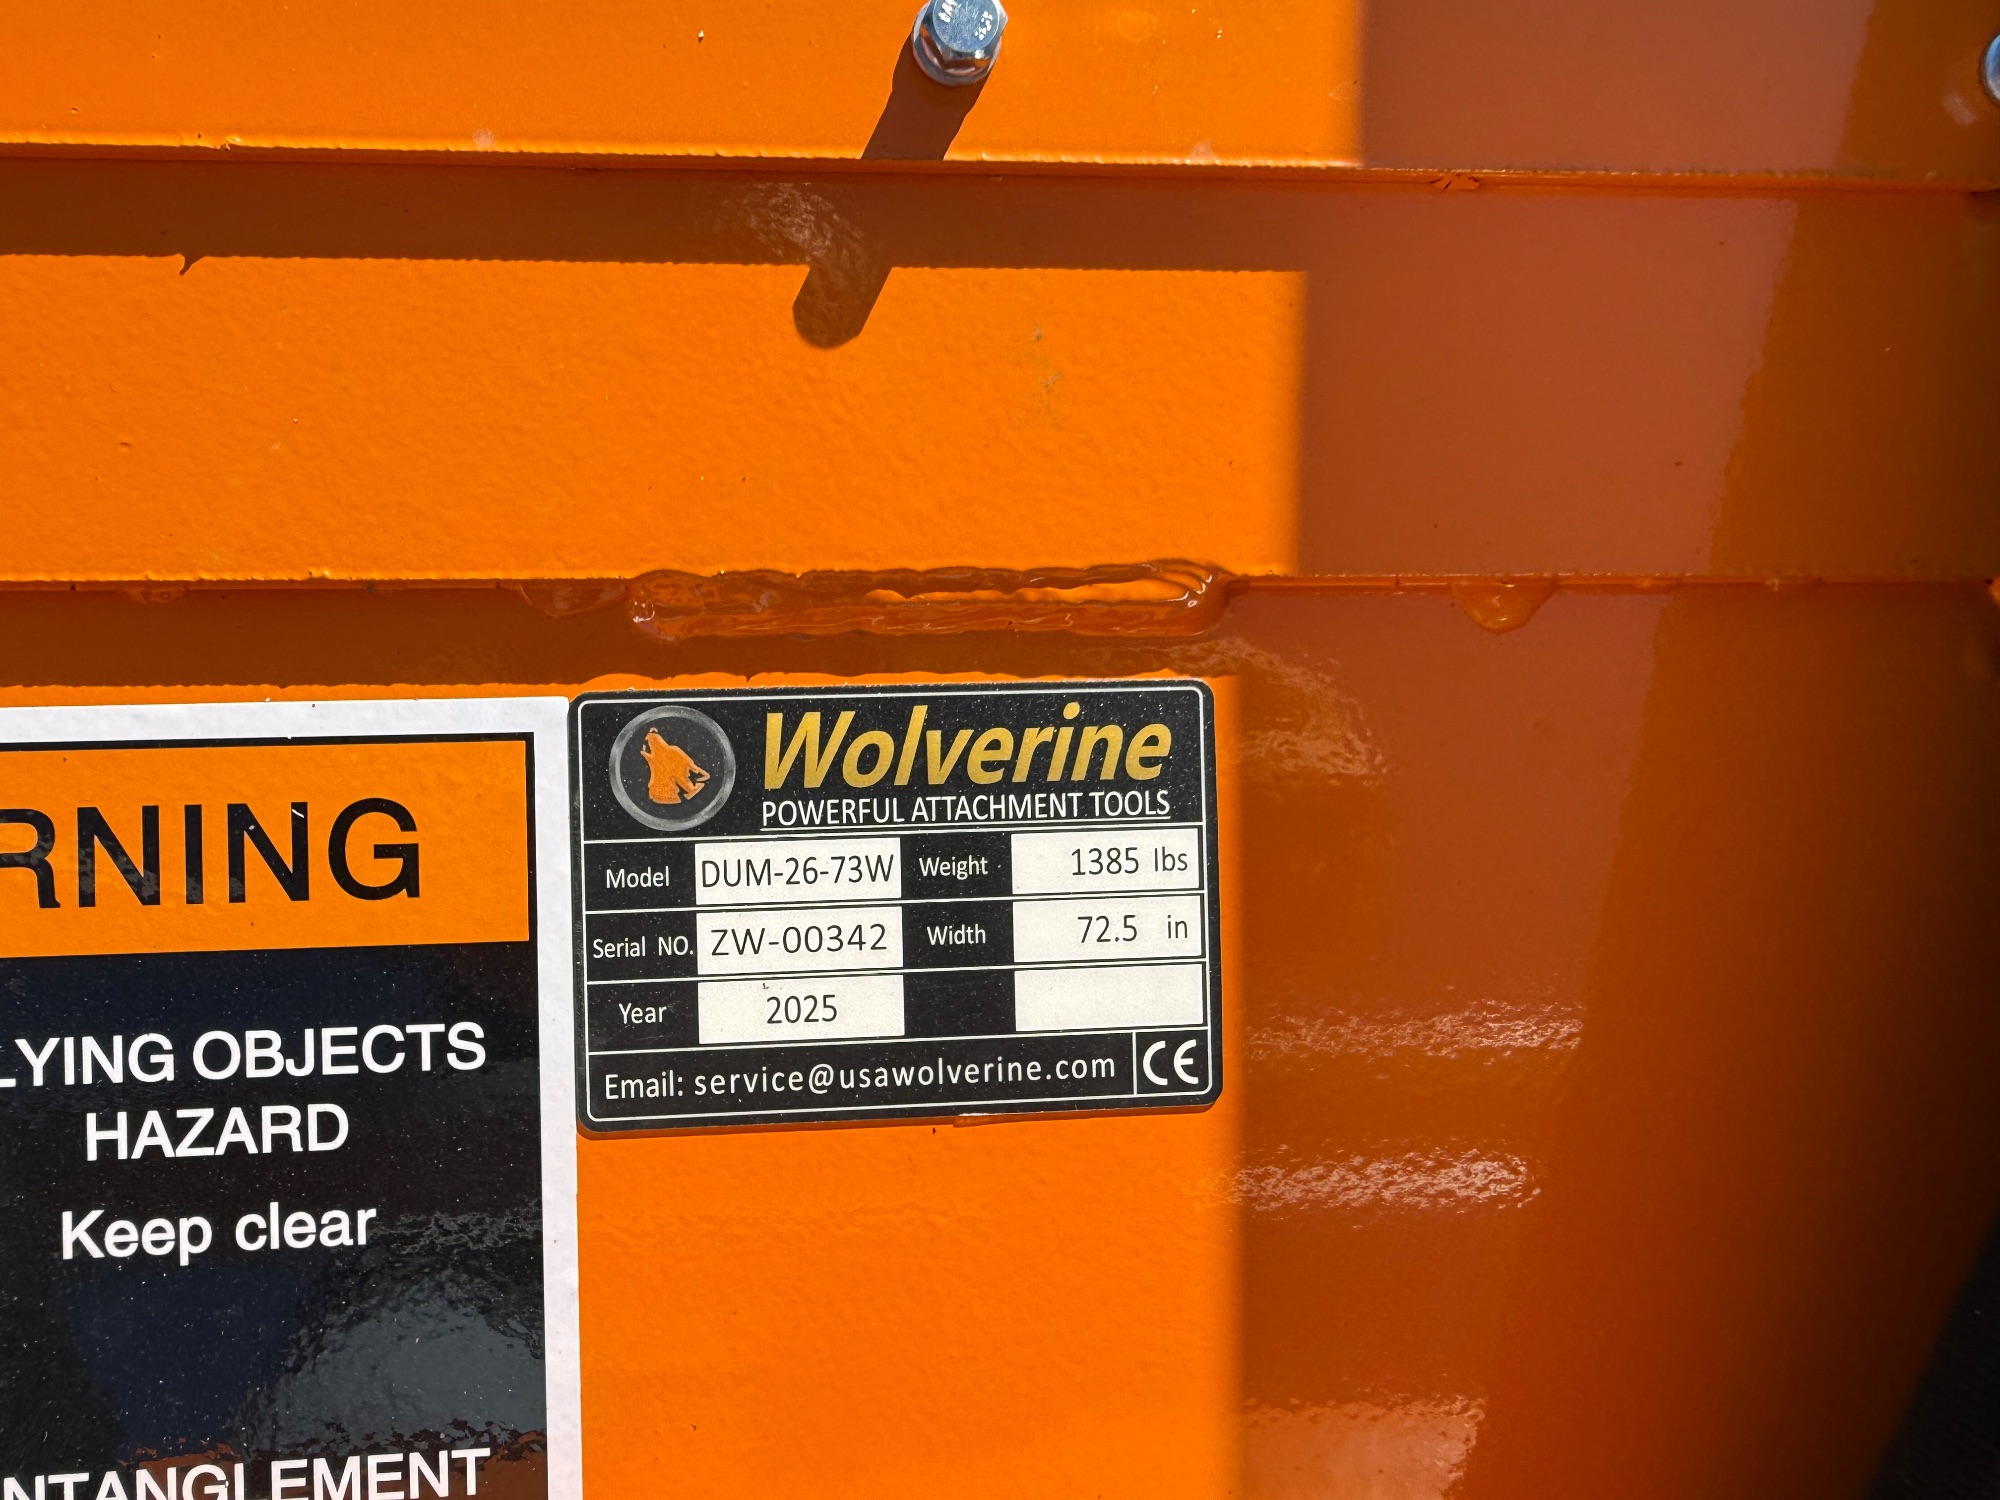 Wolverine
POWERFUL ATTACHMENT TOOLS
Model DUM-26-73W Weight 1385 lbs
Serial NO. ZW-00342 Width 72.5 in
Year 2025
Email: service@usawolverine.com CE
RNING
LYING OBJECTS
HAZARD
Keep clear
NTANGLEMENT